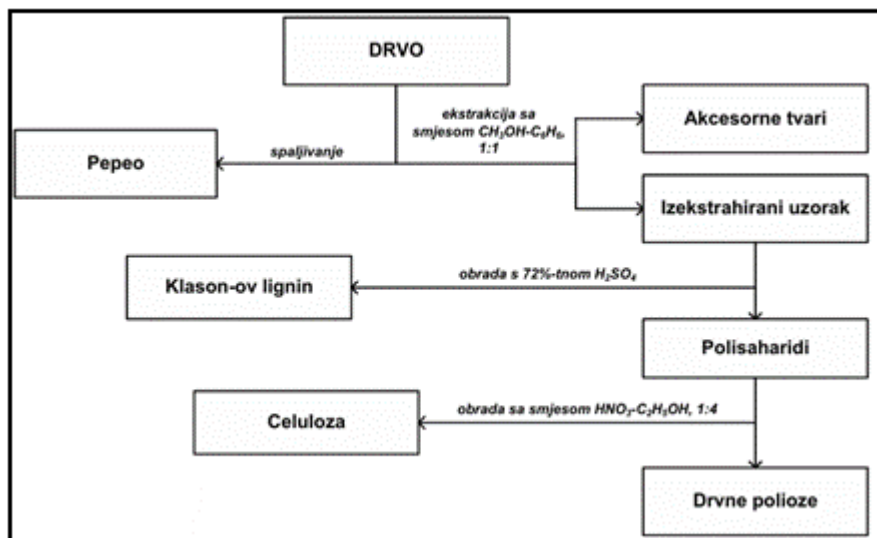 DRVO
ekstrakcija sa
smjesom CH₃OH-C₆H₆,
1:1
Akcesorne tvari
Pepeo
spaljivanje
Izekstrahirani uzorak
Klason-ov lignin
obrada s 72%-tnom H₂SO₄
Polisaharidi
Celuloza
obrada sa smjesom HNO₃-C₂H₅OH, 1:4
Drvne polioze